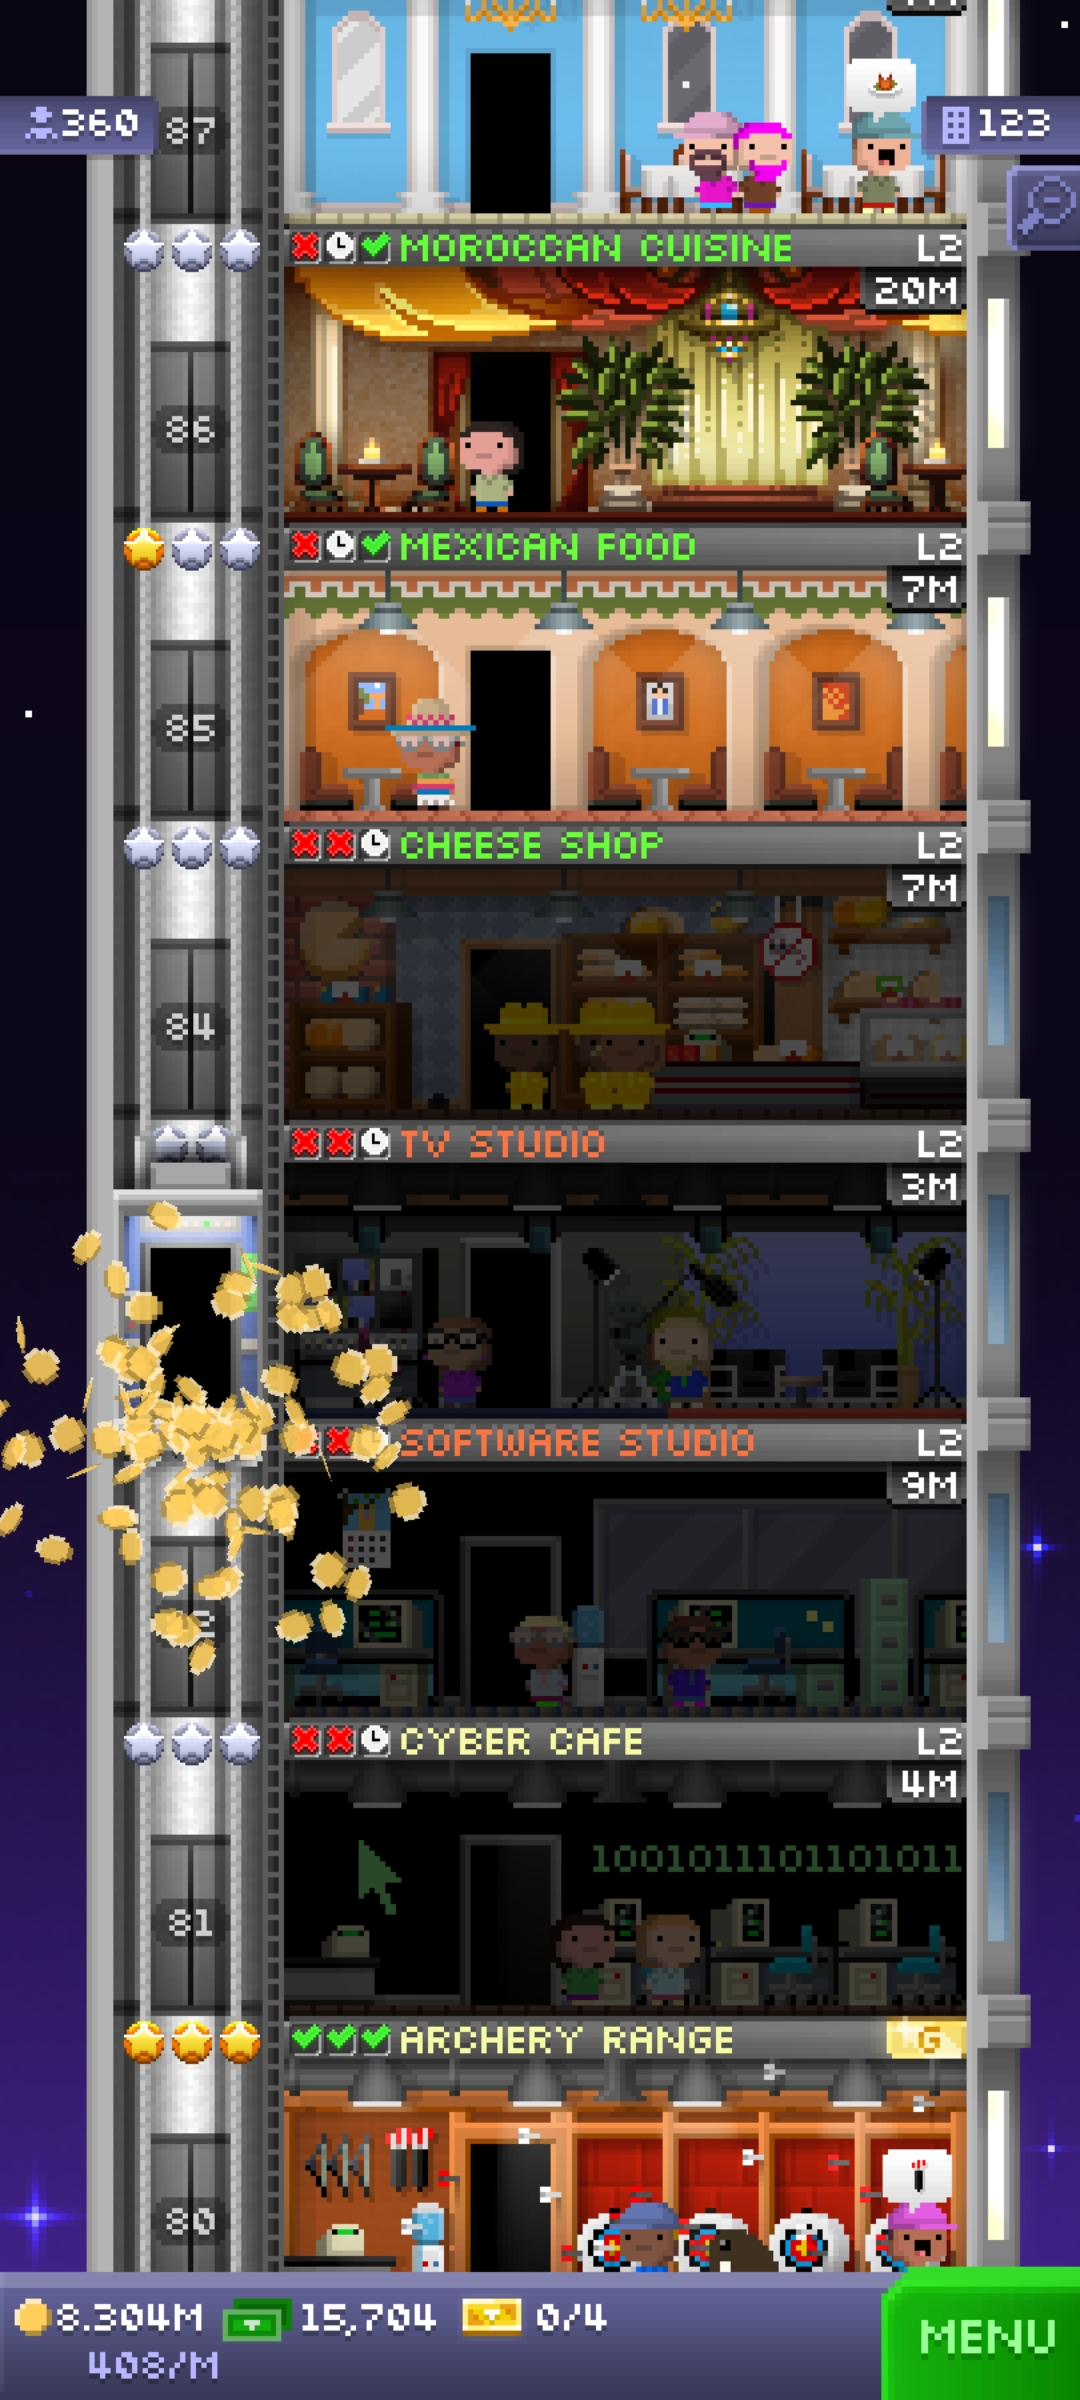 360
87
123
MOROCCAN CUISINE L2
20M
86
MEXICAN FOOD L2
7M
85
CHEESE SHOP L2
7M
84
TV STUDIO L2
3M
SOFTWARE STUDIO L2
9M
CYBER CAFE L2
4M
1001011101101011
81
ARCHERY RANGE G
80
8.304M 15,704 0/4
408/M
MENU